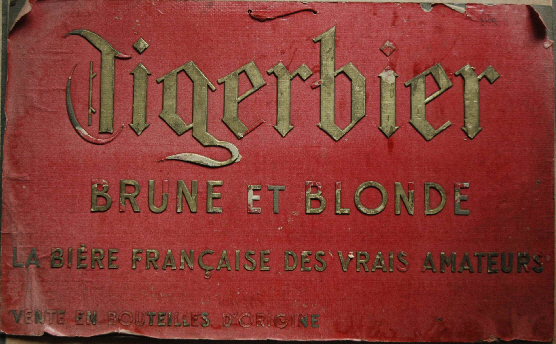 Tigerbier
BRUNE ET BLONDE
LA BIÈRE FRANÇAISE DES VRAIS AMATEURS
VENTE EN BOUTEILLES D'ORIGINE